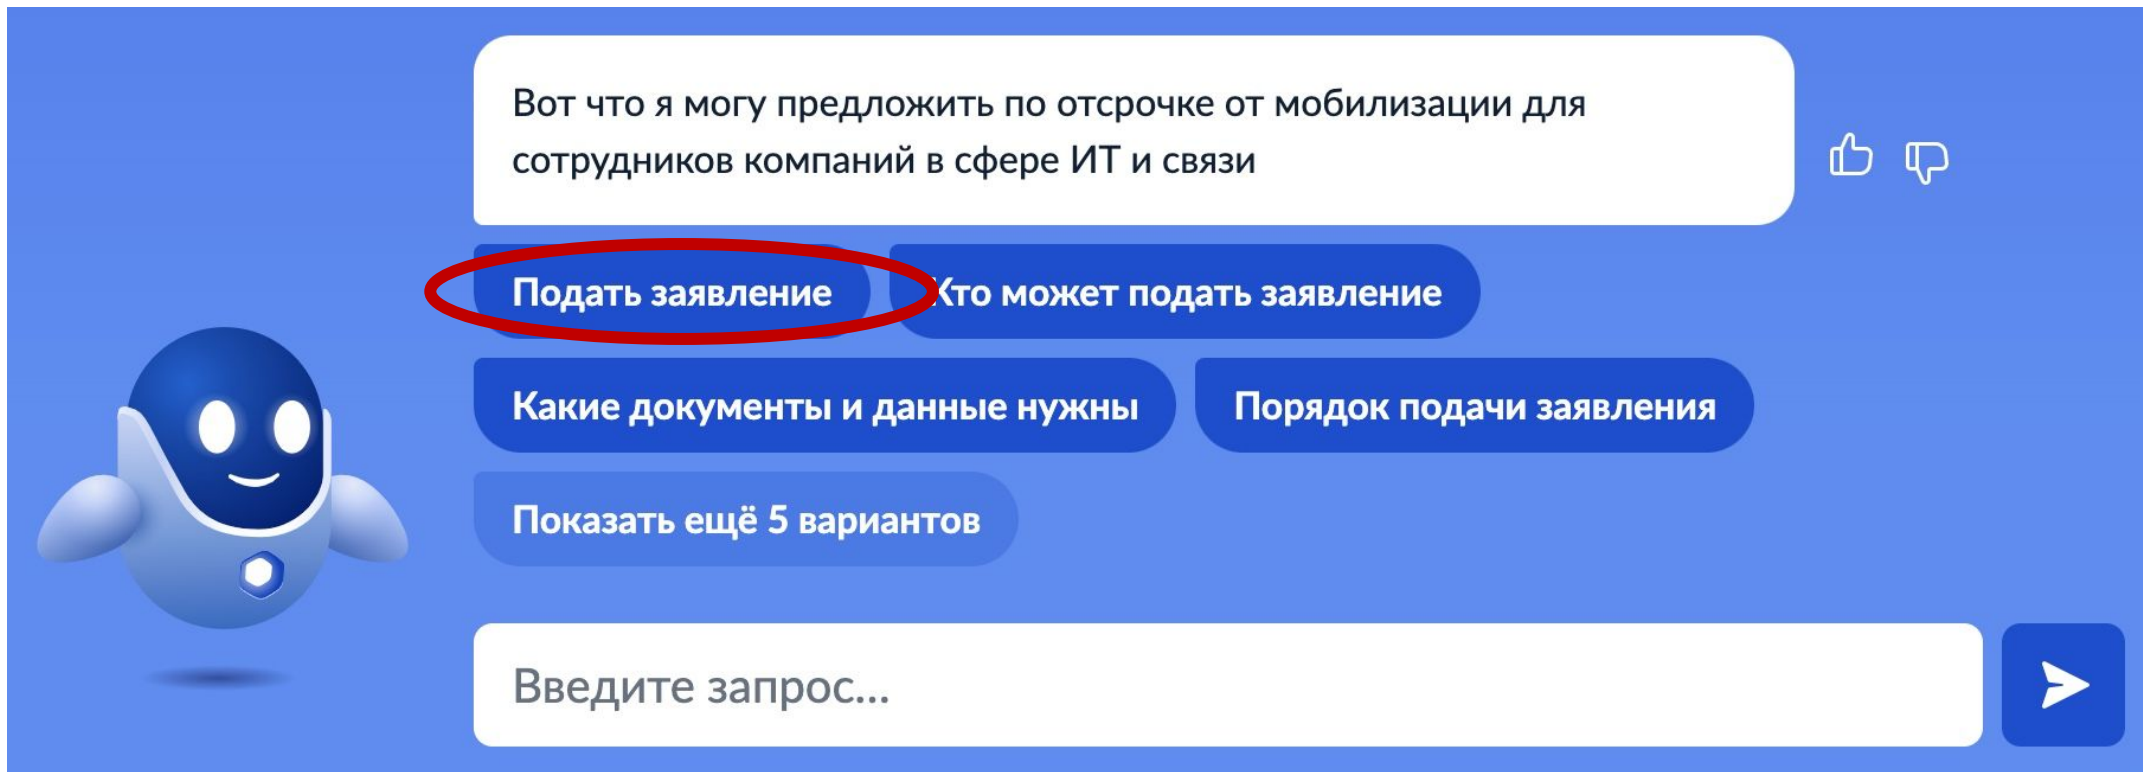 Вот что я могу предложить по отсрочке от мобилизации для
сотрудников компаний в сфере ИТ и связи
Подать заявление
Кто может подать заявление
Какие документы и данные нужны
Порядок подачи заявления
Показать ещё 5 вариантов
Введите запрос...